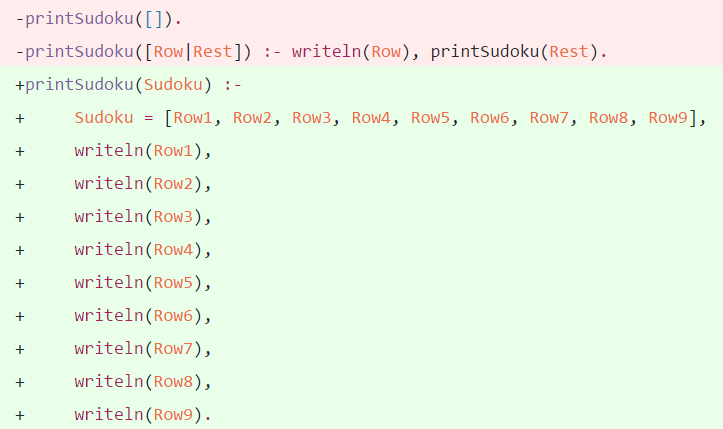 -printSudoku([]).
-printSudoku([Row|Rest]) :- writeln(Row), printSudoku(Rest).
+printSudoku(Sudoku) :-
+     Sudoku = [Row1, Row2, Row3, Row4, Row5, Row6, Row7, Row8, Row9],
+     writeln(Row1),
+     writeln(Row2),
+     writeln(Row3),
+     writeln(Row4),
+     writeln(Row5),
+     writeln(Row6),
+     writeln(Row7),
+     writeln(Row8),
+     writeln(Row9).